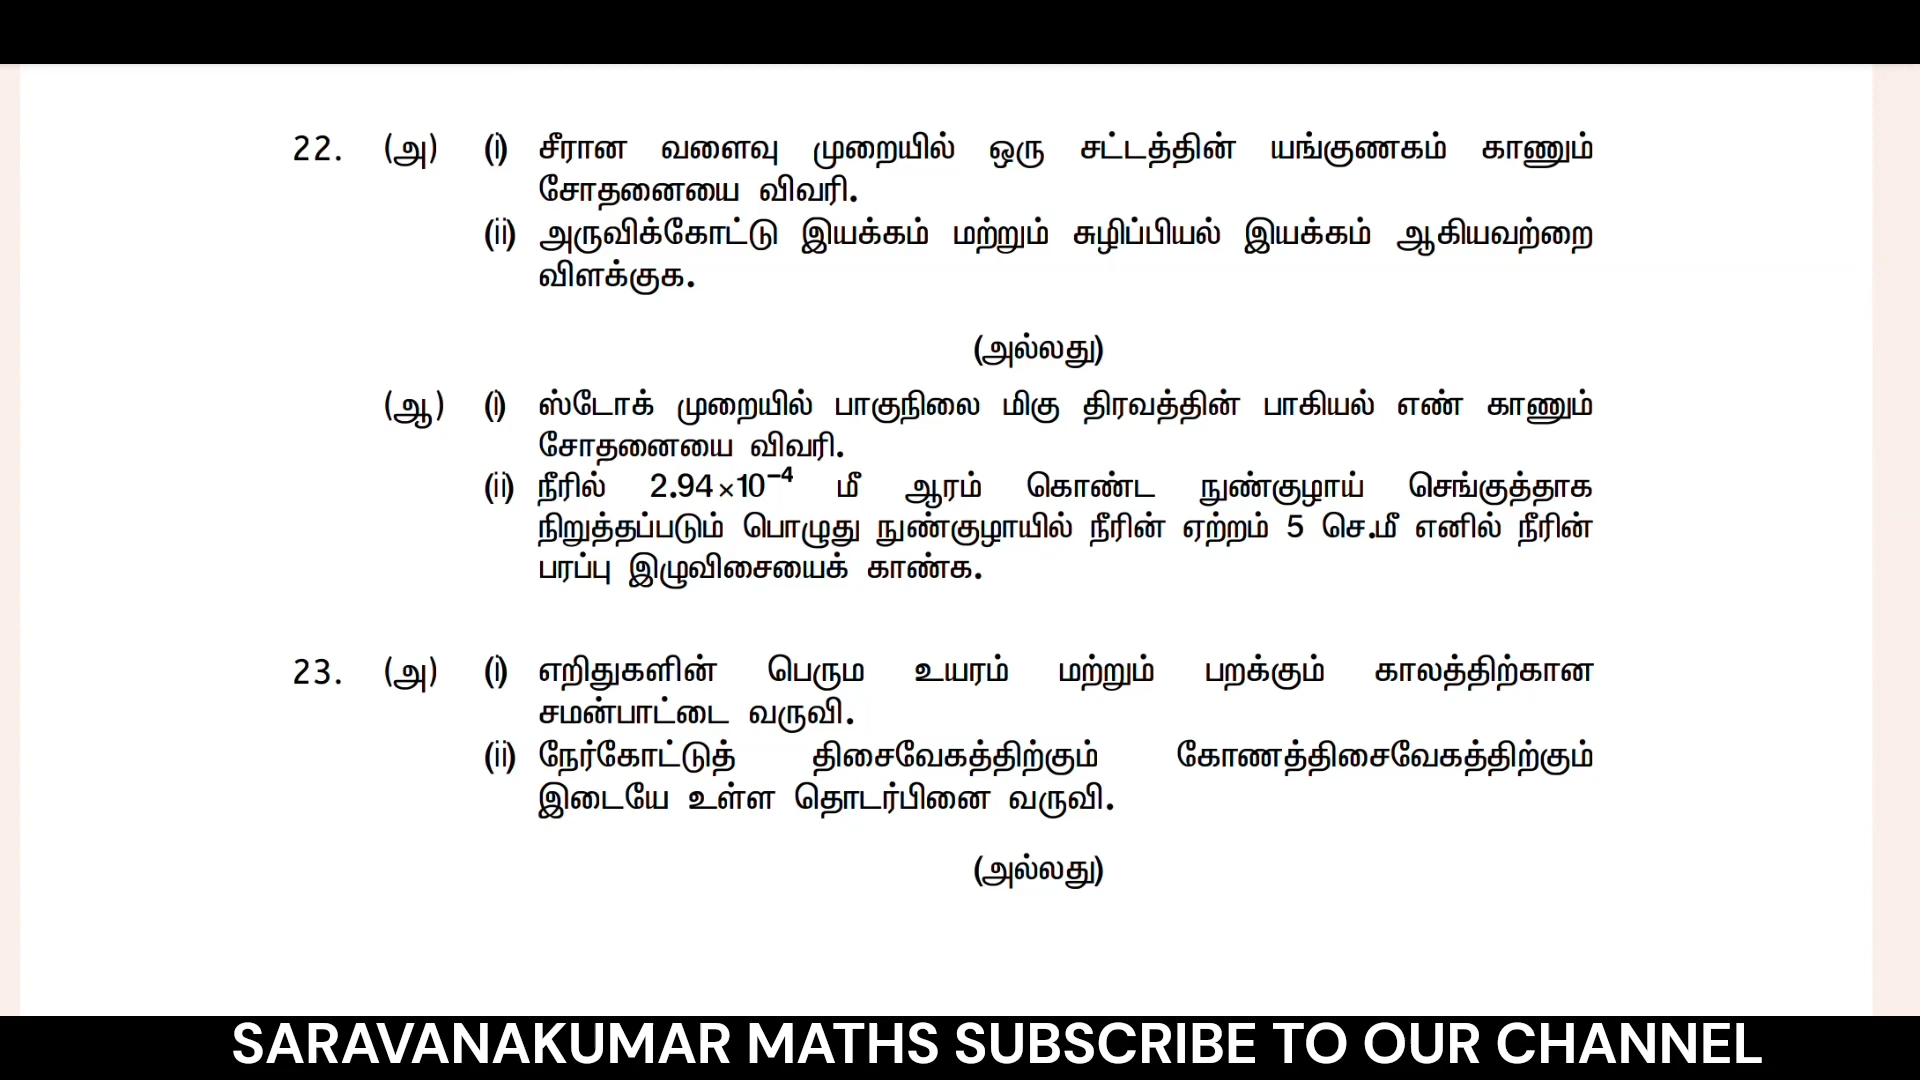 22. (அ) (i) சீரான வளைவு முறையில் ஒரு சட்டத்தின் யங்குணகம் காணும்
சோதனையை விவரி.
(ii) அருவிக்கோட்டு இயக்கம் மற்றும் சுழிப்பியல் இயக்கம் ஆகியவற்றை
விளக்குக.
(அல்லது)
(ஆ) (i) ஸ்டோக் முறையில் பாகுநிலை மிகு திரவத்தின் பாகியல் எண் காணும்
சோதனையை விவரி.
(ii) நீரில் 2.94×10⁻⁴ மீ ஆரம் கொண்ட நுண்குழாய் செங்குத்தாக
நிறுத்தப்படும் பொழுது நுண்குழாயில் நீரின் ஏற்றம் 5 செ.மீ எனில் நீரின்
பரப்பு இழுவிசையைக் காண்க.
23. (அ) (i) எறிதுகளின் பெரும உயரம் மற்றும் பறக்கும் காலத்திற்கான
சமன்பாட்டை வருவி.
(ii) நேர்கோட்டுத் திசைவேகத்திற்கும் கோணத்திசைவேகத்திற்கும்
இடையே உள்ள தொடர்பினை வருவி.
(அல்லது)
SARAVANAKUMAR MATHS SUBSCRIBE TO OUR CHANNEL